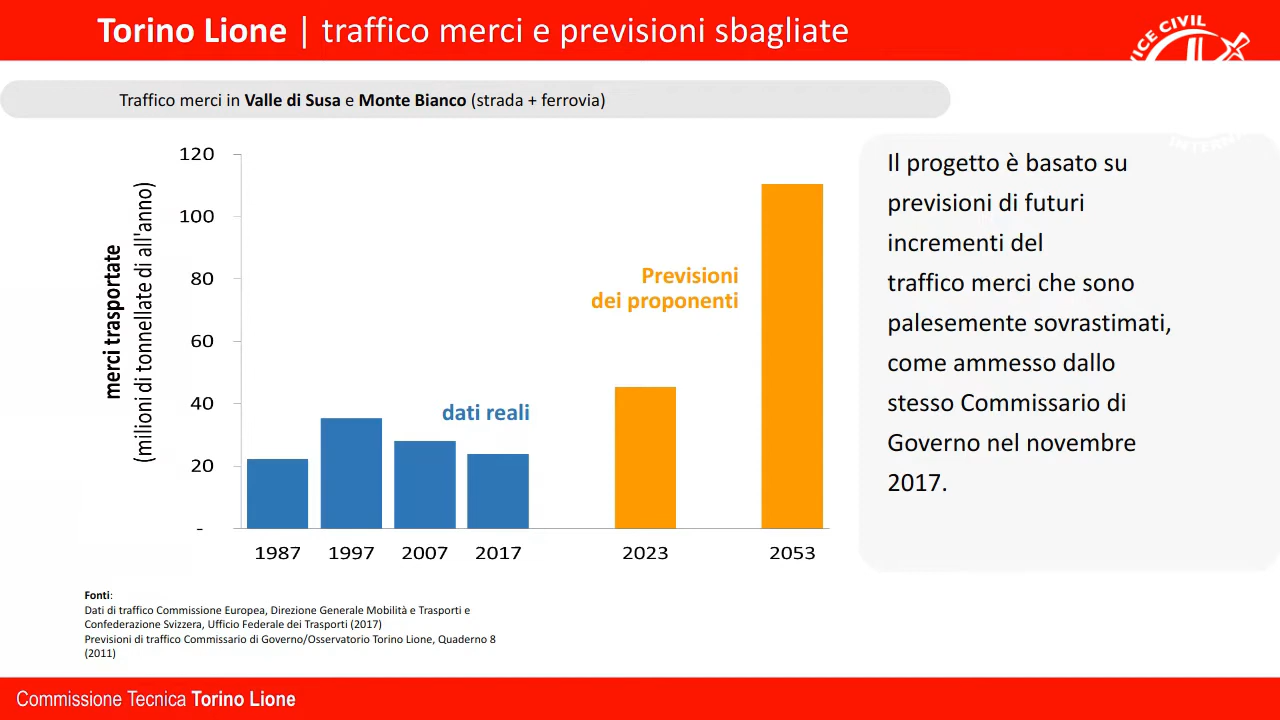 Torino Lione | traffico merci e previsioni sbagliate
VICE CIVIL
Traffico merci in Valle di Susa e Monte Bianco (strada + ferrovia)
INTERN
merci trasportate
(milioni di tonnellate di all'anno)
120
100
80
60
40
20
-
Previsioni
dei proponenti
dati reali
1987 1997 2007 2017 2023 2053
Il progetto è basato su
previsioni di futuri
incrementi del
traffico merci che sono
palesemente sovrastimati,
come ammesso dallo
stesso Commissario di
Governo nel novembre
2017.
Fonti:
Dati di traffico Commissione Europea, Direzione Generale Mobilità e Trasporti e
Confederazione Svizzera, Ufficio Federale dei Trasporti (2017)
Previsioni di traffico Commissario di Governo/Osservatorio Torino Lione, Quaderno 8
(2011)
Commissione Tecnica Torino Lione